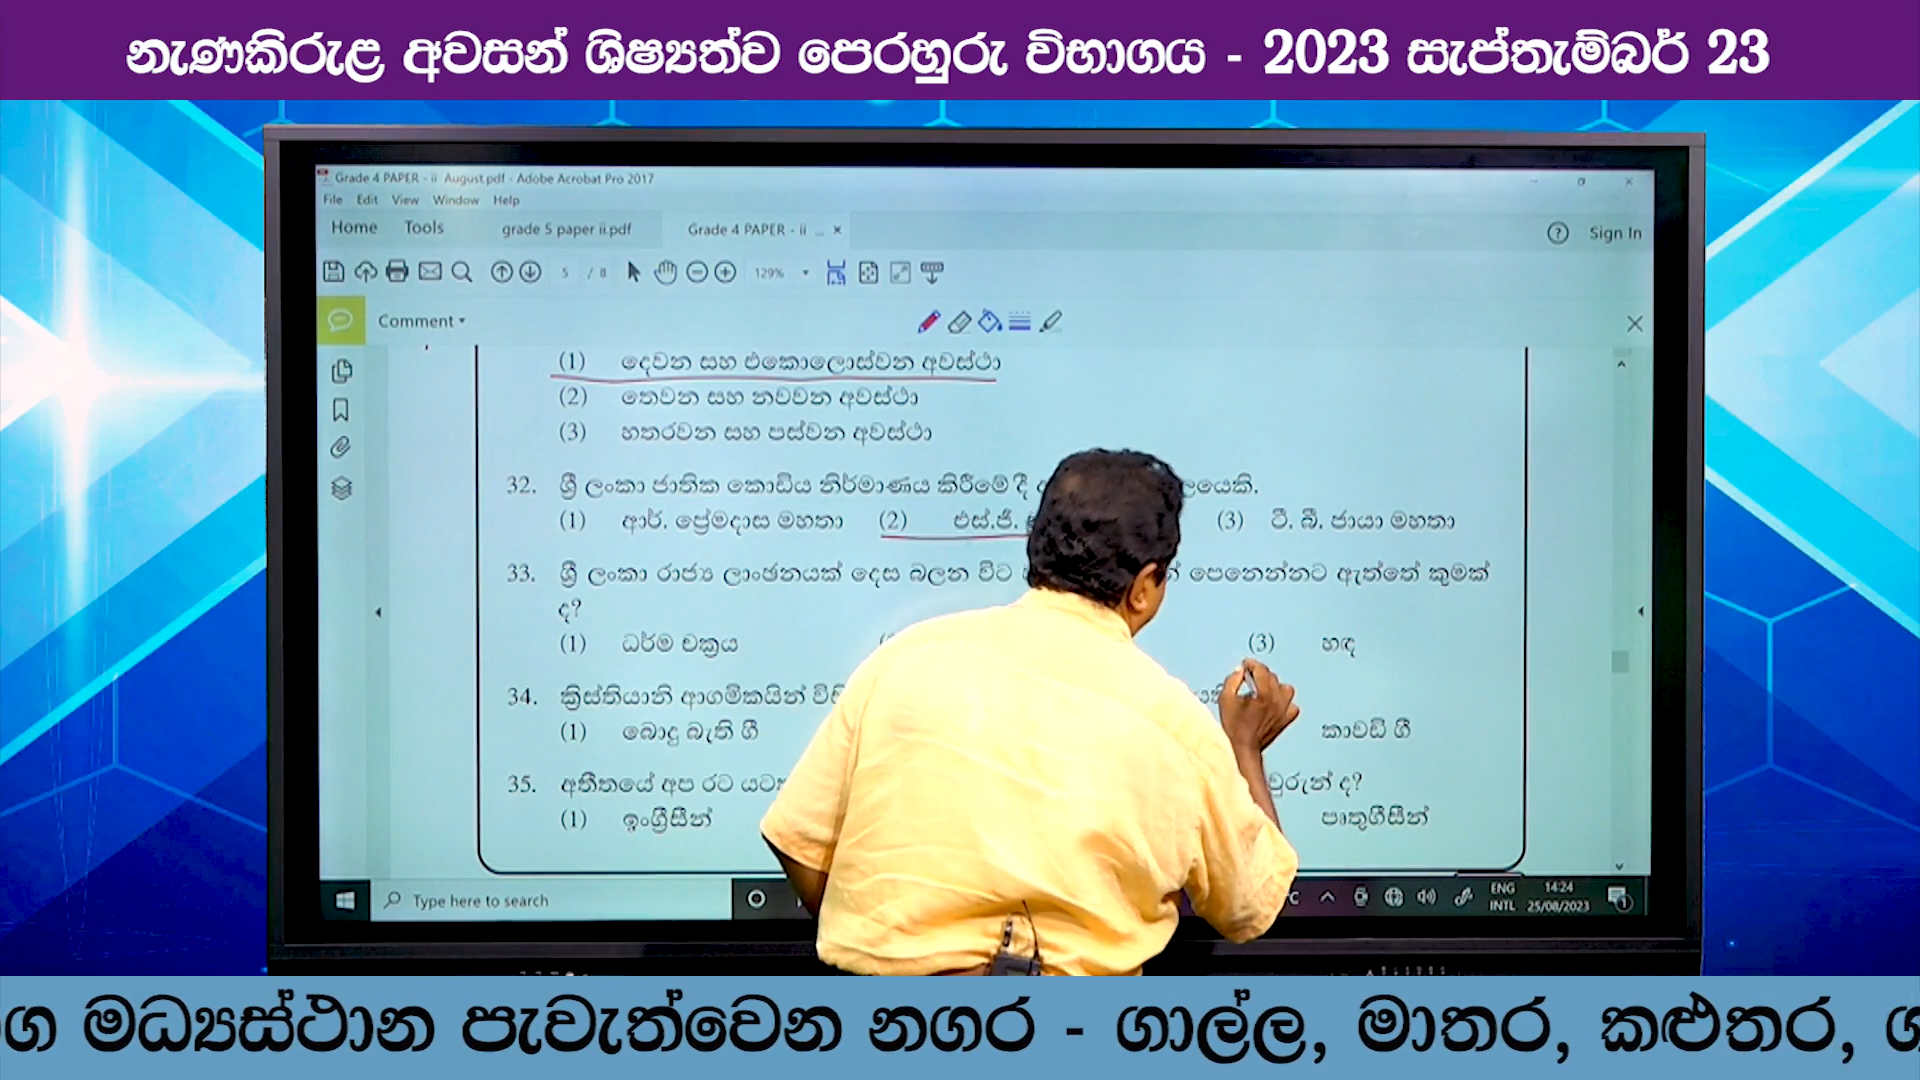 නැණකිරුළ අවසන් ශිෂ්‍යත්ව පෙරහුරු විභාගය - 2023 සැප්තැම්බර් 23
Grade 4 PAPER - ii August.pdf - Adobe Acrobat Pro 2017
File Edit View Window Help
Home Tools grade 5 paper ii.pdf Grade 4 PAPER - ii ... × Sign In
5 / 8 129%
Comment
(1) දෙවන සහ එකොලොස්වන අවස්ථා
(2) තෙවන සහ නවවන අවස්ථා
(3) හතරවන සහ පස්වන අවස්ථා
32. ශ්‍රී ලංකා ජාතික කොඩිය නිර්මාණය කිරීමේ දී
(1) ආර්. ප්‍රේමදාස මහතා (2) එස්.ජී. (3) ටී. බී. ජායා මහතා
33. ශ්‍රී ලංකා රාජ්‍ය ලාංඡනයක් දෙස බලන විට පෙනෙන්නට ඇත්තේ කුමක්
ද?
(1) ධර්ම චක්‍රය (3) හඳ
34. ක්‍රිස්තියානි ආගමිකයින් විසි
(1) බොදු බැති ගී කාවඩි ගී
35. අතීතයේ අප රට ද?
(1) ඉංග්‍රීසීන් පෘතුගීසීන්
Type here to search ENG 14:24
INTL 25/08/2023
මධ්‍යස්ථාන පැවැත්වෙන නගර - ගාල්ල, මාතර, කළුතර,